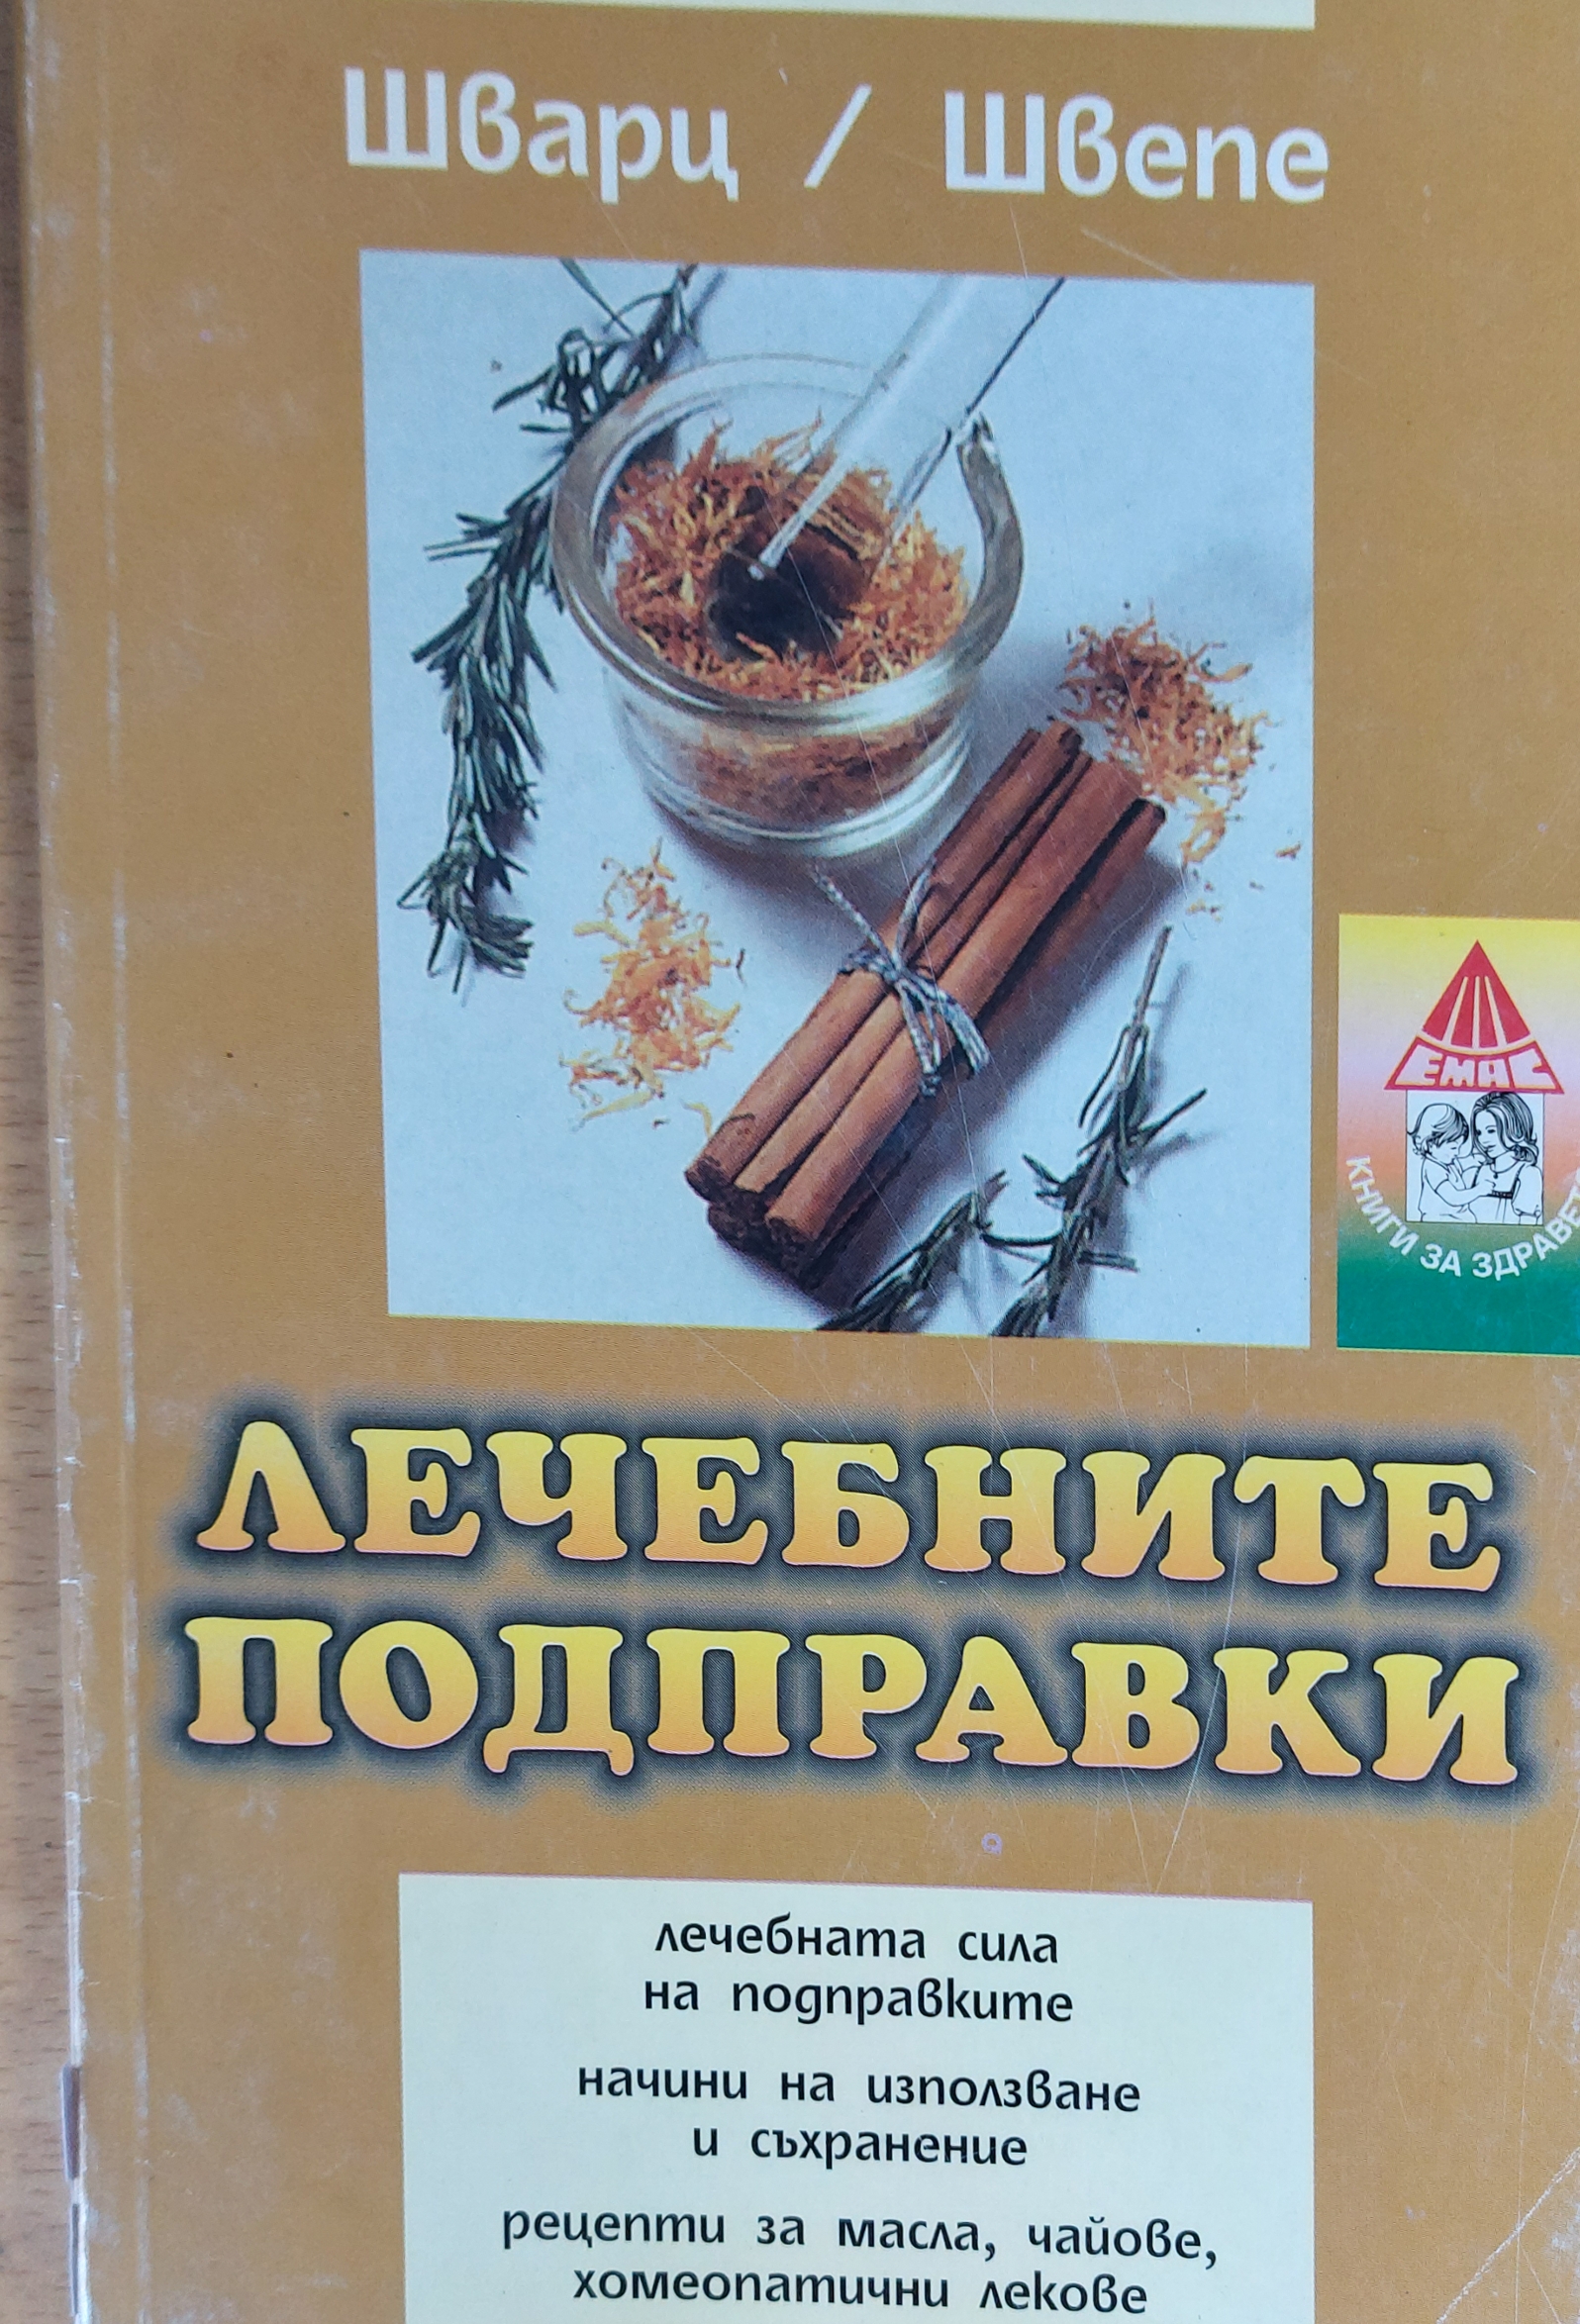 Шварц / Швепе
ЕМАС
КНИГИ ЗА ЗДРАВЕТО
ЛЕЧЕБНИТЕ
ПОДПРАВКИ
лечебната сила
на подправките
начини на използване
и съхранение
рецепти за масла, чайове,
хомеопатични лекове